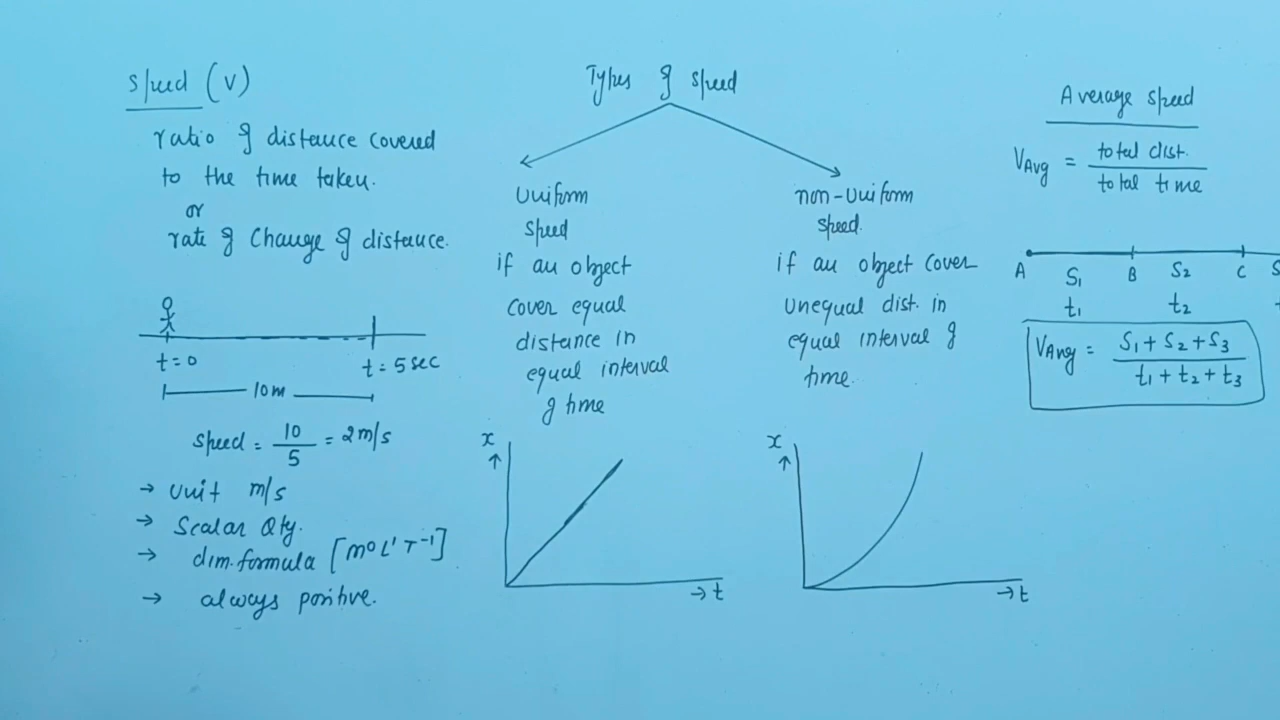 Speed (V)
ratio of distance covered
to the time taken.
or
rate of Change of distance.
t=0
t = 5 sec
10m
Speed = 10/5 = 2m/s
→ Unit m/s
→ Scalar Qty.
→ dim. formula [M⁰ L¹ T⁻¹]
→ always positive.
Types of speed
Uniform
speed
if an object
cover equal
distance in
equal interval
of time
x
→ t
non-uniform
speed.
if an object cover
unequal dist. in
equal interval of
time.
x
→ t
Average speed
VAvg = total dist. / total time
A S₁ B S₂ C S
t₁ t₂
VAvg = S₁ + S₂ + S₃ / t₁ + t₂ + t₃